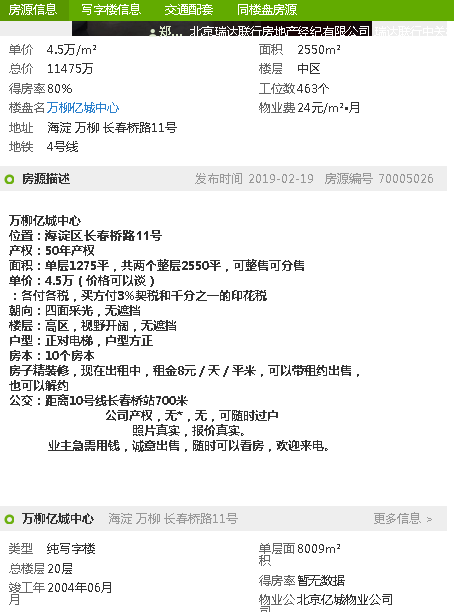 房源信息 写字楼信息 交通配套 同楼盘房源
郑... 北京瑞达联行房地产经纪有限公司
单价 4.5万/m² 面积 2550m²
总价 11475万 楼层 中区
得房率 80% 工位数 463个
楼盘名 万柳亿城中心 物业费 24元/m²•月
地址 海淀 万柳 长春桥路11号
地铁 4号线
房源描述 发布时间 2019-02-19 房源编号 70005026
万柳亿城中心
位置：海淀区长春桥路11号
产权：50年产权
面积：单层1275平，共两个整层2550平，可整售可分售
单价：4.5万（价格可以谈）
：各付各税，买方付3%契税和千分之一的印花税
朝向：四面采光，无遮挡
楼层：高区，视野开阔，无遮挡
户型：正对电梯，户型方正
房本：10个房本
房子精装修，现在出租中，租金8元／天／平米，可以带租约出售，
也可以解约
公交：距离10号线长春桥站700米
公司产权，无*，无，可随时过户
照片真实，报价真实。
业主急需用钱，诚意出售，随时可以看房，欢迎来电。
万柳亿城中心 海淀 万柳 长春桥路11号 更多信息 >
类型 纯写字楼 单层面积 8009m²
总楼层 20层 得房率 暂无数据
竣工年月 2004年06月 物业公司 北京亿城物业公司